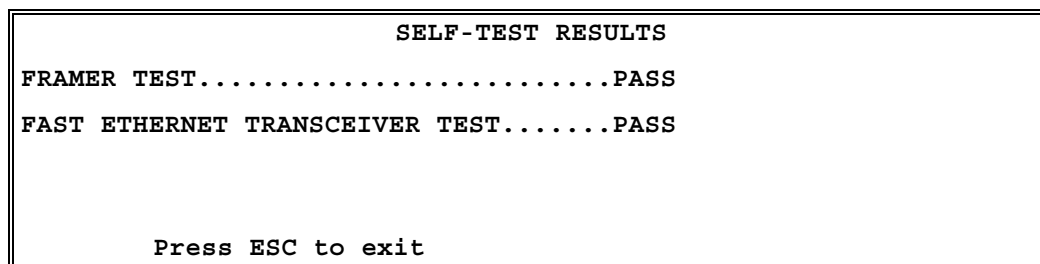 SELF-TEST RESULTS
FRAMER TEST..........................PASS
FAST ETHERNET TRANSCEIVER TEST.......PASS
Press ESC to exit